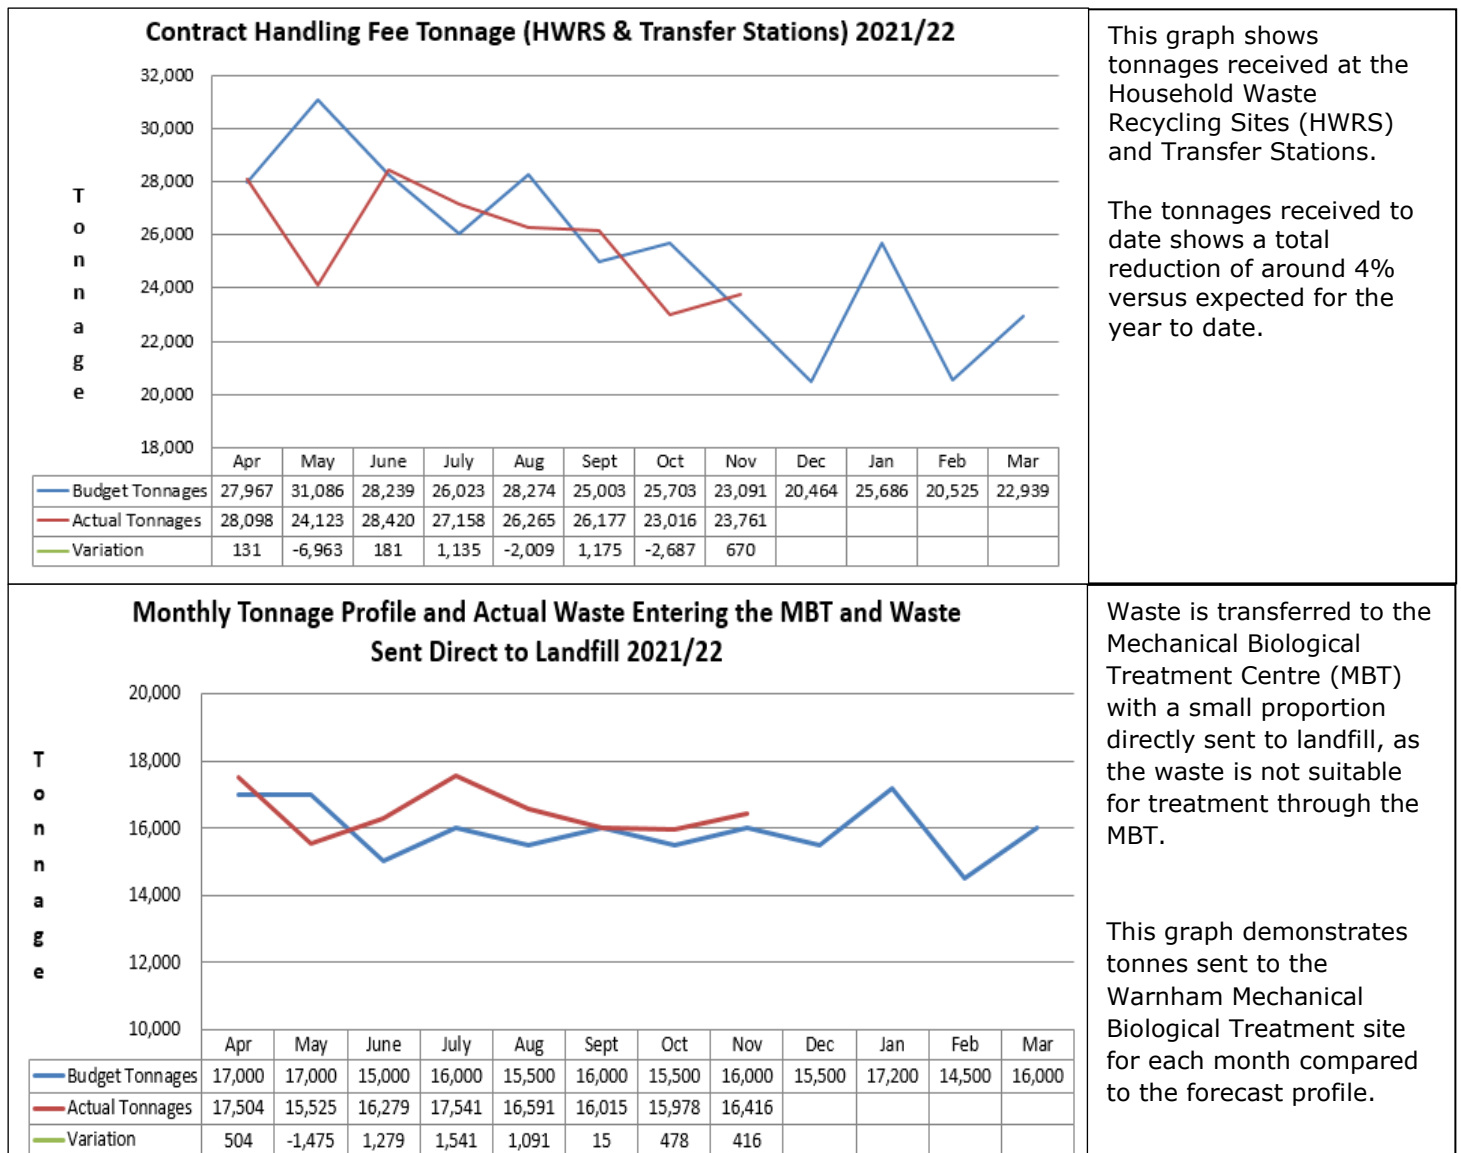 Contract Handling Fee Tonnage (HWRS & Transfer Stations) 2021/22
32,000
30,000
28,000
26,000
24,000
22,000
20,000
18,000
Tonnage
Apr May June July Aug Sept Oct Nov Dec Jan Feb Mar
Budget Tonnages 27,967 31,086 28,239 26,023 28,274 25,003 25,703 23,091 20,464 25,686 20,525 22,939
Actual Tonnages 28,098 24,123 28,420 27,158 26,265 26,177 23,016 23,761
Variation 131 -6,963 181 1,135 -2,009 1,175 -2,687 670
This graph shows
tonnages received at the
Household Waste
Recycling Sites (HWRS)
and Transfer Stations.
The tonnages received to
date shows a total
reduction of around 4%
versus expected for the
year to date.
Monthly Tonnage Profile and Actual Waste Entering the MBT and Waste
Sent Direct to Landfill 2021/22
20,000
18,000
16,000
14,000
12,000
10,000
Tonnage
Apr May June July Aug Sept Oct Nov Dec Jan Feb Mar
Budget Tonnages 17,000 17,000 15,000 16,000 15,500 16,000 15,500 16,000 15,500 17,200 14,500 16,000
Actual Tonnages 17,504 15,525 16,279 17,541 16,591 16,015 15,978 16,416
Variation 504 -1,475 1,279 1,541 1,091 15 478 416
Waste is transferred to the
Mechanical Biological
Treatment Centre (MBT)
with a small proportion
directly sent to landfill, as
the waste is not suitable
for treatment through the
MBT.
This graph demonstrates
tonnes sent to the
Warnham Mechanical
Biological Treatment site
for each month compared
to the forecast profile.